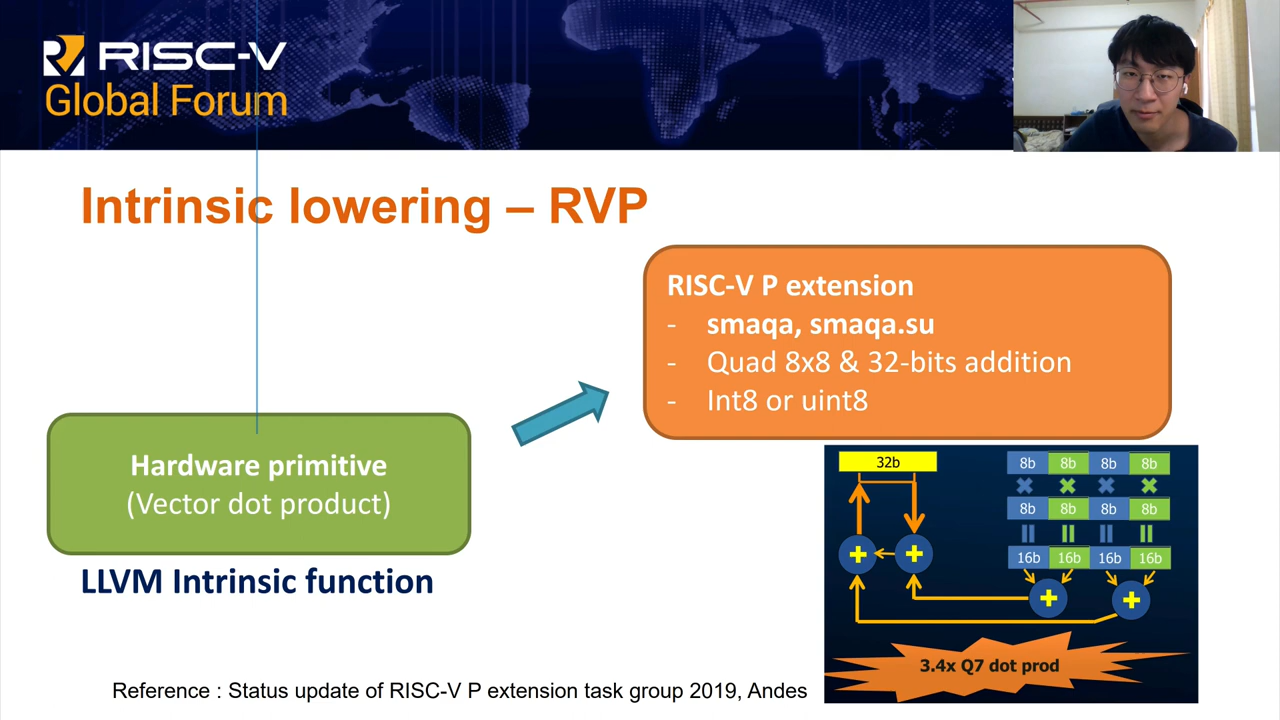 RISC-V
Global Forum
Intrinsic lowering – RVP
RISC-V P extension
- smaqa, smaqa.su
- Quad 8x8 & 32-bits addition
- Int8 or uint8
Hardware primitive
(Vector dot product)
LLVM Intrinsic function
32b
8b 8b 8b 8b
8b 8b 8b 8b
16b 16b 16b 16b
3.4x Q7 dot prod
Reference : Status update of RISC-V P extension task group 2019, Andes